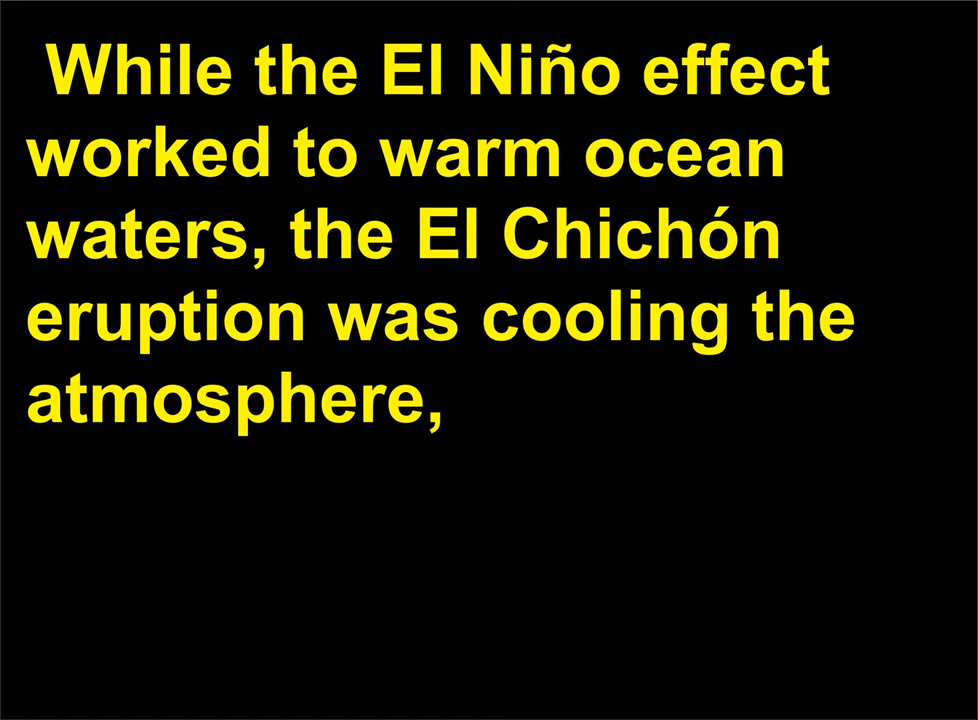 While the El Niño effect
worked to warm ocean
waters, the El Chichón
eruption was cooling the
atmosphere,